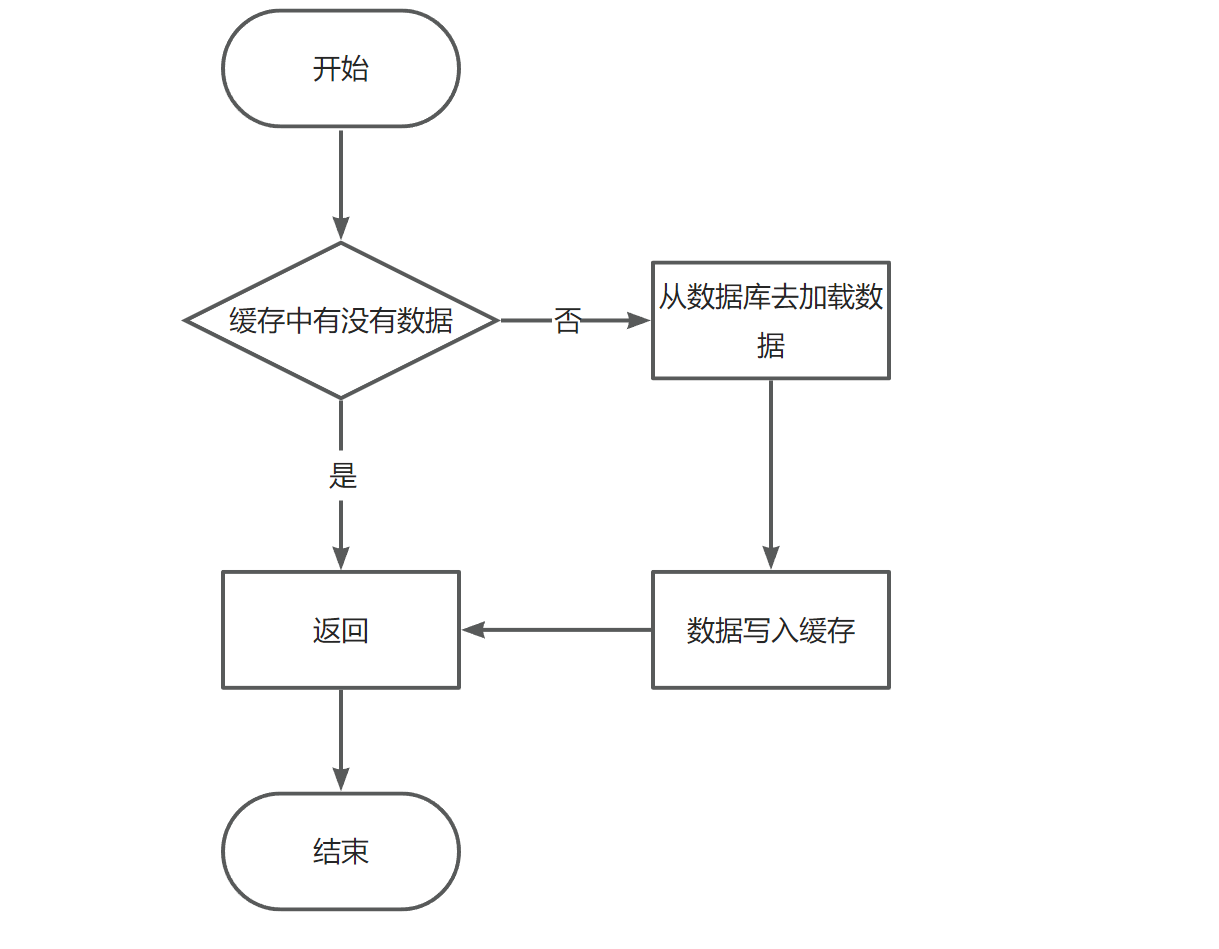 开始
缓存中有没有数据
否
从数据库去加载数
据
是
返回
数据写入缓存
结束